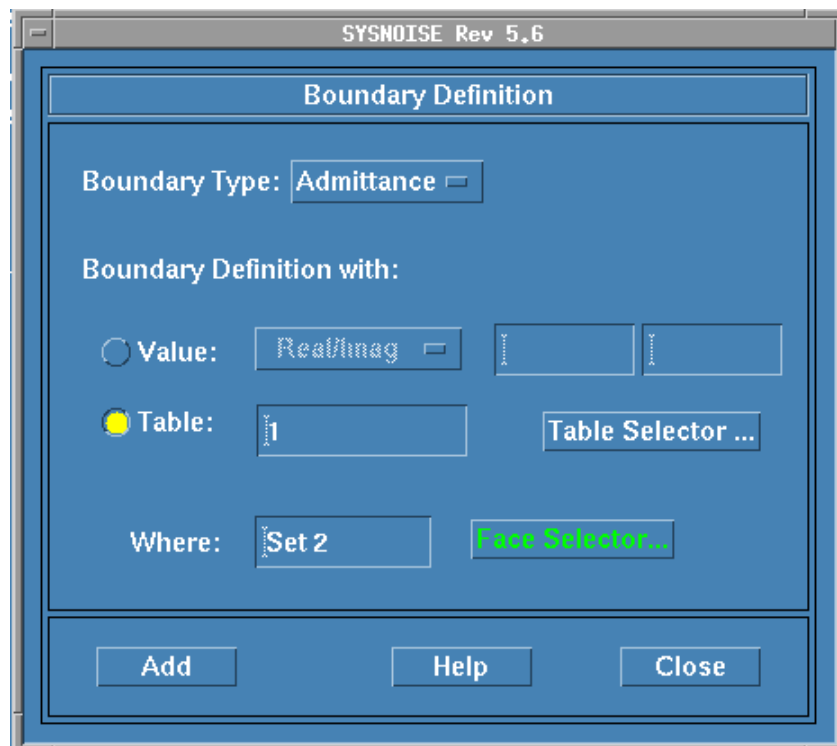 SYSNOISE Rev 5.6
Boundary Definition
Boundary Type: Admittance
Boundary Definition with:
Value: Real/Imag
Table: 1 Table Selector ...
Where: Set 2 Face Selector...
Add Help Close